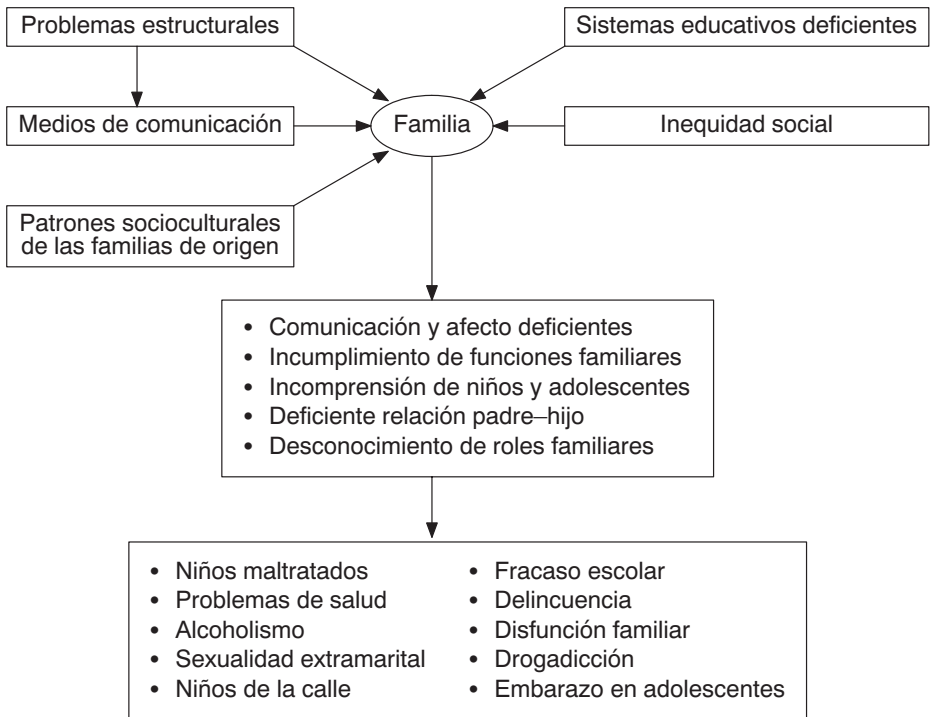 Problemas estructurales
Sistemas educativos deficientes
Medios de comunicación
Familia
Inequidad social
Patrones socioculturales
de las familias de origen
• Comunicación y afecto deficientes
• Incumplimiento de funciones familiares
• Incomprensión de niños y adolescentes
• Deficiente relación padre–hijo
• Desconocimiento de roles familiares
• Niños maltratados
• Problemas de salud
• Alcoholismo
• Sexualidad extramarital
• Niños de la calle
• Fracaso escolar
• Delincuencia
• Disfunción familiar
• Drogadicción
• Embarazo en adolescentes